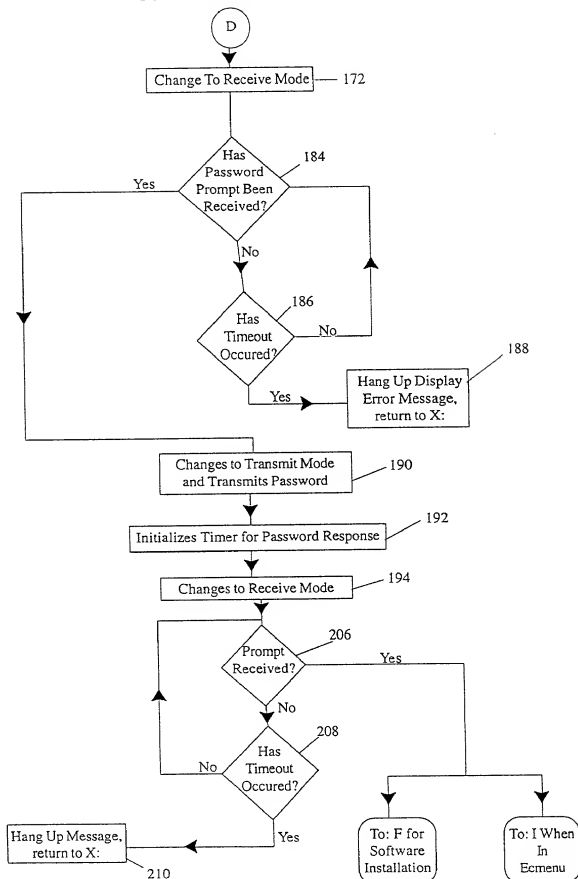 D
Change To Receive Mode
172
Has
Password
Prompt Been
Received?
184
Yes
No
Has
Timeout
Occured?
186
No
Yes
Hang Up Display
Error Message,
return to X:
188
Changes to Transmit Mode
and Transmits Password
190
Initializes Timer for Password Response
192
Changes to Receive Mode
194
Prompt
Received?
206
Yes
No
Has
Timeout
Occured?
208
No
Yes
Hang Up Message,
return to X:
210
To: F for
Software
Installation
To: I When
In
Ecmenu